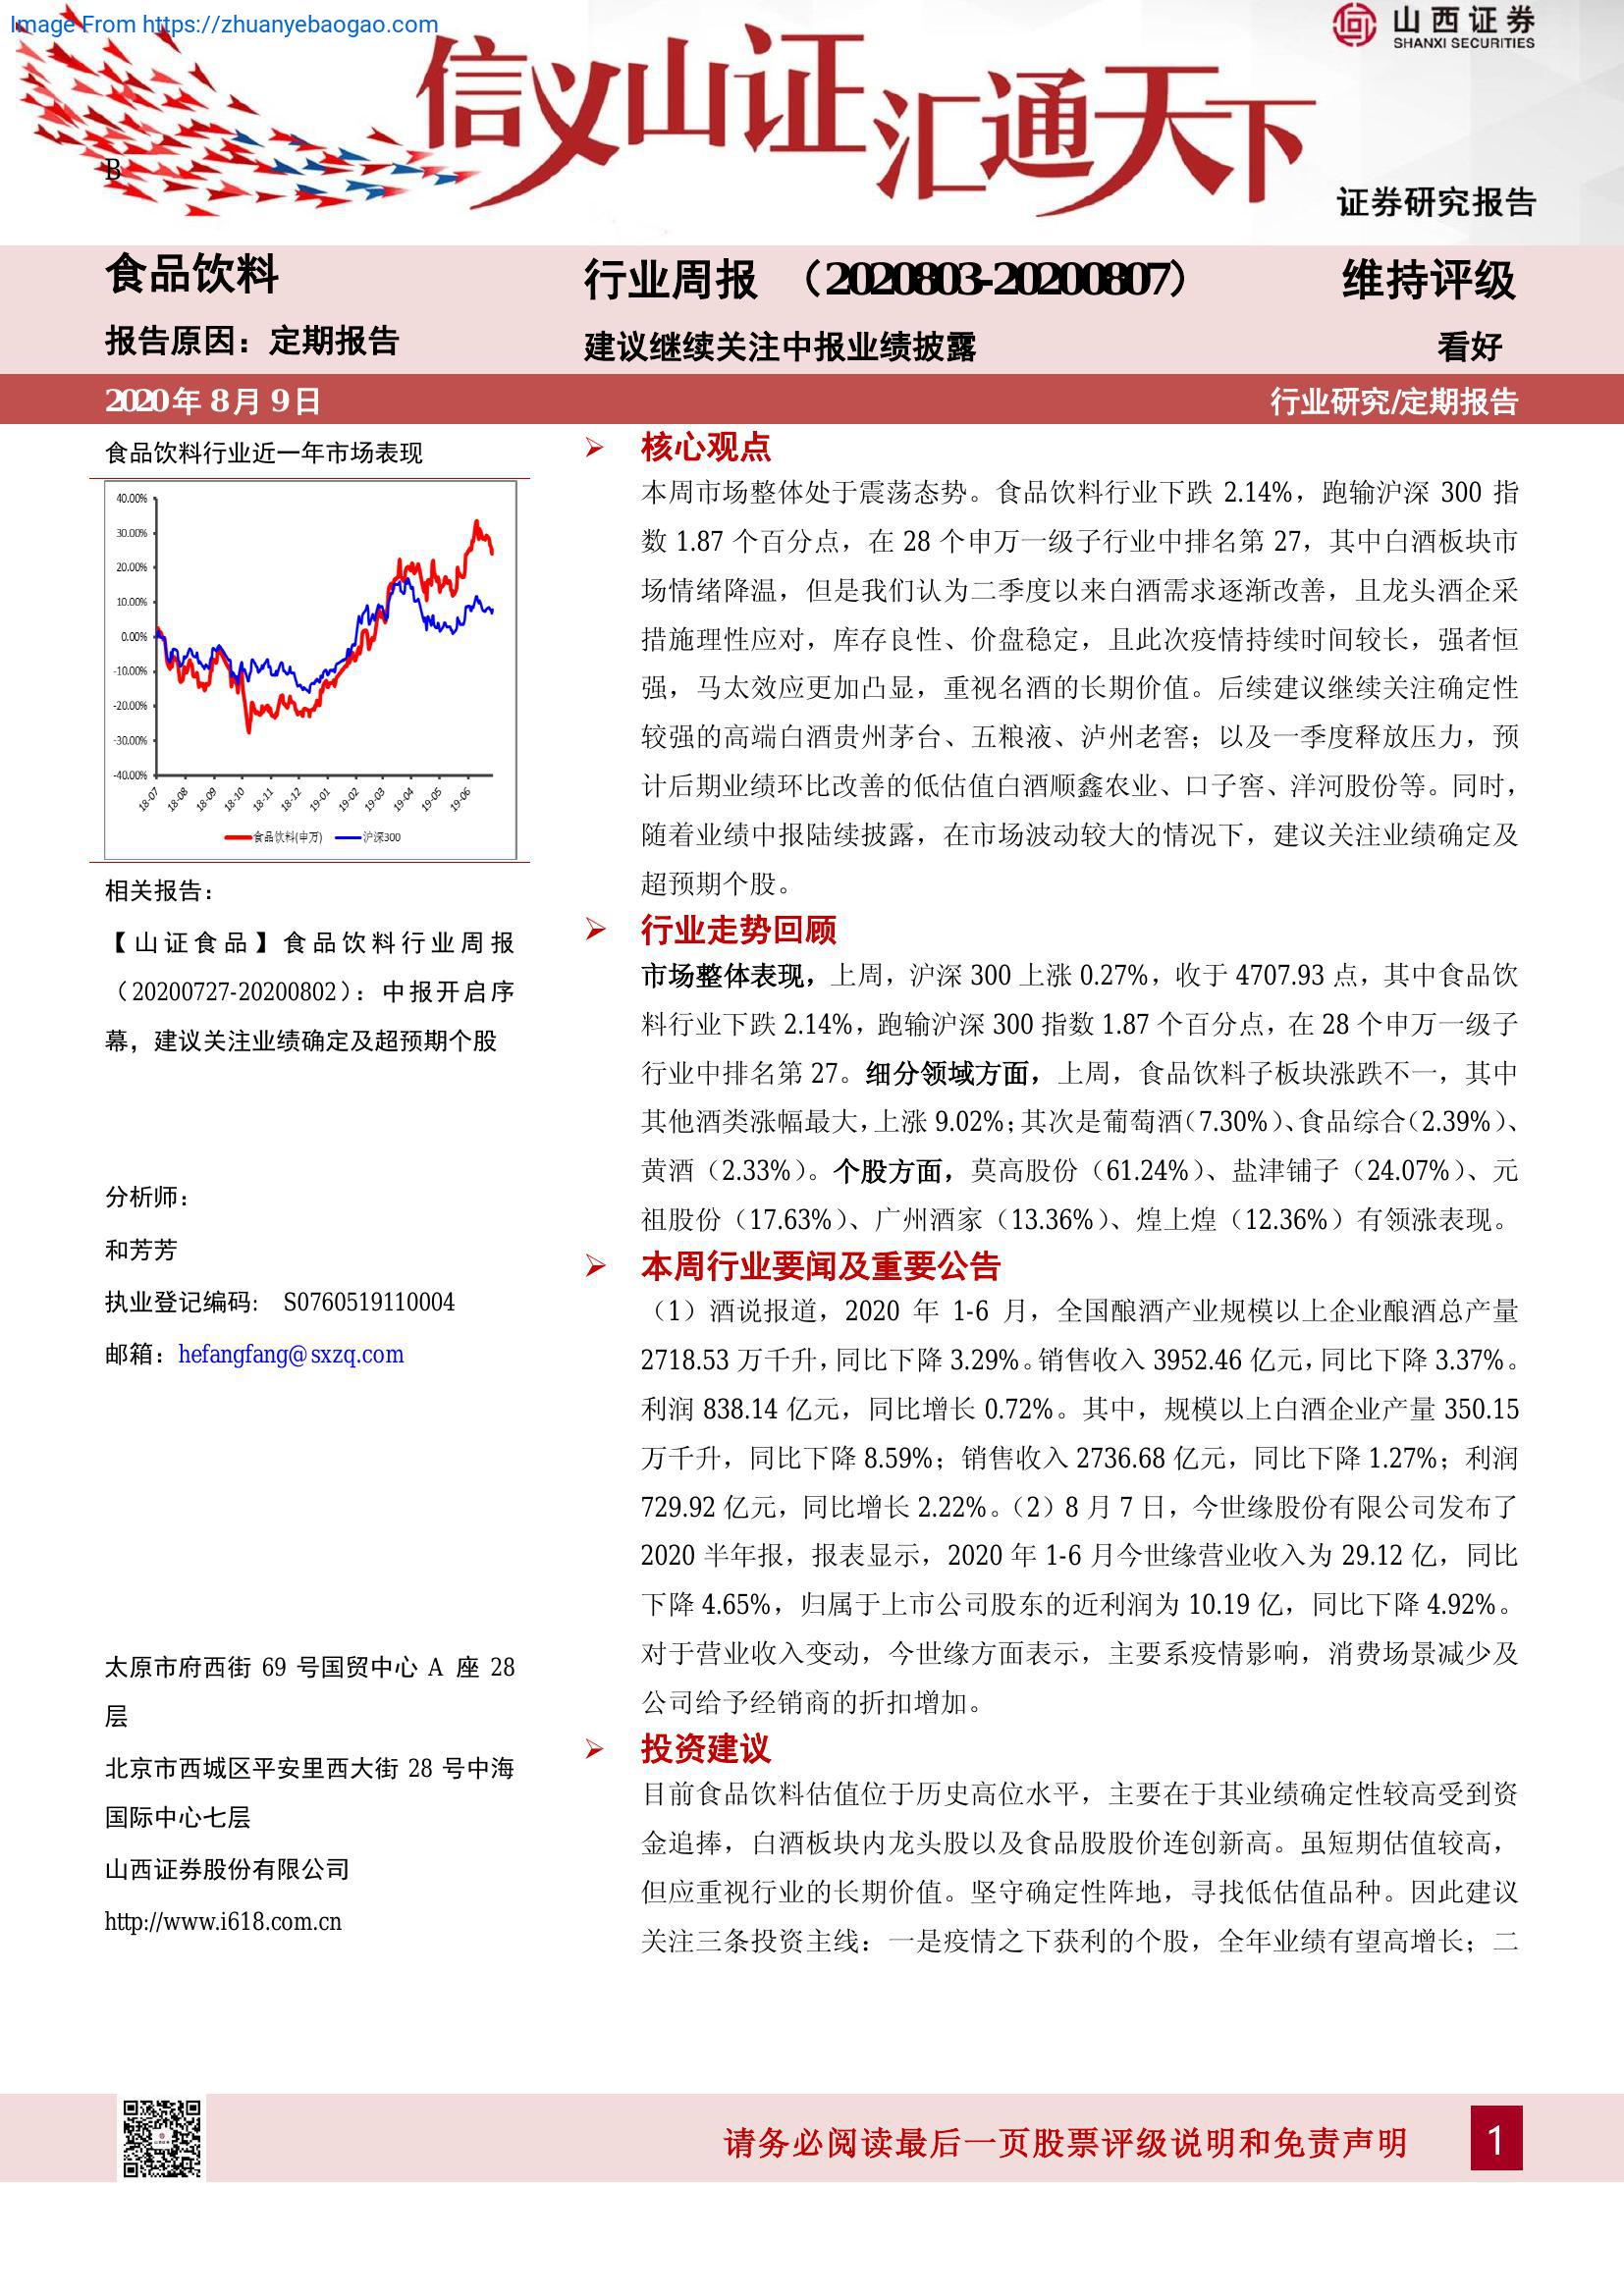 Image From https://zhuanyebaogao.com
山西证券
SHANXI SECURITIES
信义山证汇通天下
B
证券研究报告
食品饮料
行业周报 （2020803-20200807）
维持评级
报告原因：定期报告
建议继续关注中报业绩披露
看好
2020年 8月 9日
行业研究/定期报告
食品饮料行业近一年市场表现
40.00%
30.00%
20.00%
10.00%
0.00%
-10.00%
-20.00%
-30.00%
-40.00%
18-07 18-08 18-09 18-10 18-11 18-12 19-01 19-02 19-03 19-04 19-05 19-06
食品饮料(申万) 沪深300
相关报告：
【山证食品】食品饮料行业周报
（20200727-20200802）：中报开启序
幕，建议关注业绩确定及超预期个股
分析师：
和芳芳
执业登记编码： S0760519110004
邮箱：hefangfang@sxzq.com
太原市府西街 69 号国贸中心 A 座 28
层
北京市西城区平安里西大街 28 号中海
国际中心七层
山西证券股份有限公司
http://www.i618.com.cn
核心观点
本周市场整体处于震荡态势。食品饮料行业下跌 2.14%，跑输沪深 300 指
数 1.87 个百分点，在 28 个申万一级子行业中排名第 27，其中白酒板块市
场情绪降温，但是我们认为二季度以来白酒需求逐渐改善，且龙头酒企采
措施理性应对，库存良性、价盘稳定，且此次疫情持续时间较长，强者恒
强，马太效应更加凸显，重视名酒的长期价值。后续建议继续关注确定性
较强的高端白酒贵州茅台、五粮液、泸州老窖；以及一季度释放压力，预
计后期业绩环比改善的低估值白酒顺鑫农业、口子窖、洋河股份等。同时，
随着业绩中报陆续披露，在市场波动较大的情况下，建议关注业绩确定及
超预期个股。
行业走势回顾
市场整体表现，上周，沪深 300 上涨 0.27%，收于 4707.93 点，其中食品饮
料行业下跌 2.14%，跑输沪深 300 指数 1.87 个百分点，在 28 个申万一级子
行业中排名第 27。细分领域方面，上周，食品饮料子板块涨跌不一，其中
其他酒类涨幅最大，上涨 9.02%；其次是葡萄酒（7.30%）、食品综合（2.39%）、
黄酒（2.33%）。个股方面，莫高股份（61.24%）、盐津铺子（24.07%）、元
祖股份（17.63%）、广州酒家（13.36%）、煌上煌（12.36%）有领涨表现。
本周行业要闻及重要公告
（1）酒说报道，2020 年 1-6 月，全国酿酒产业规模以上企业酿酒总产量
2718.53 万千升，同比下降 3.29%。销售收入 3952.46 亿元，同比下降 3.37%。
利润 838.14 亿元，同比增长 0.72%。其中，规模以上白酒企业产量 350.15
万千升，同比下降 8.59%；销售收入 2736.68 亿元，同比下降 1.27%；利润
729.92 亿元，同比增长 2.22%。（2）8 月 7 日，今世缘股份有限公司发布了
2020 半年报，报表显示，2020 年 1-6 月今世缘营业收入为 29.12 亿，同比
下降 4.65%，归属于上市公司股东的近利润为 10.19 亿，同比下降 4.92%。
对于营业收入变动，今世缘方面表示，主要系疫情影响，消费场景减少及
公司给予经销商的折扣增加。
投资建议
目前食品饮料估值位于历史高位水平，主要在于其业绩确定性较高受到资
金追捧，白酒板块内龙头股以及食品股股价连创新高。虽短期估值较高，
但应重视行业的长期价值。坚守确定性阵地，寻找低估值品种。因此建议
关注三条投资主线：一是疫情之下获利的个股，全年业绩有望高增长；二
请务必阅读最后一页股票评级说明和免责声明
1